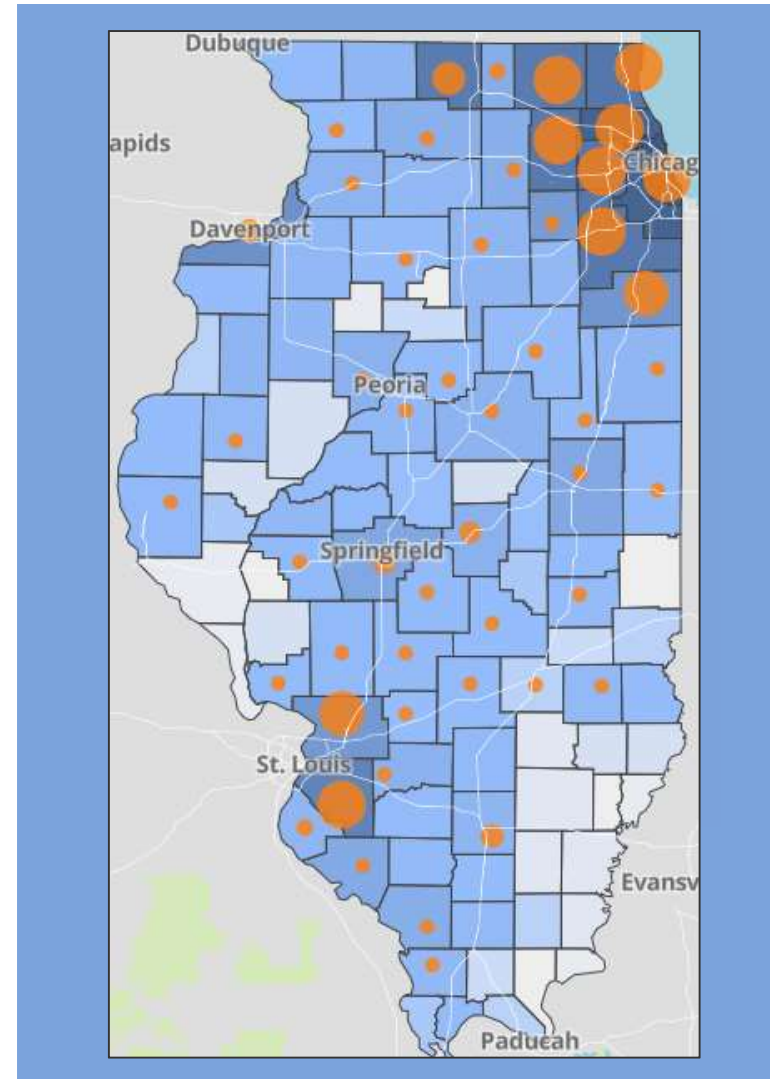 Dubuque
apids
Chicag
Davenport
Peoria
Springfield
St. Louis
Evansv
Paducah